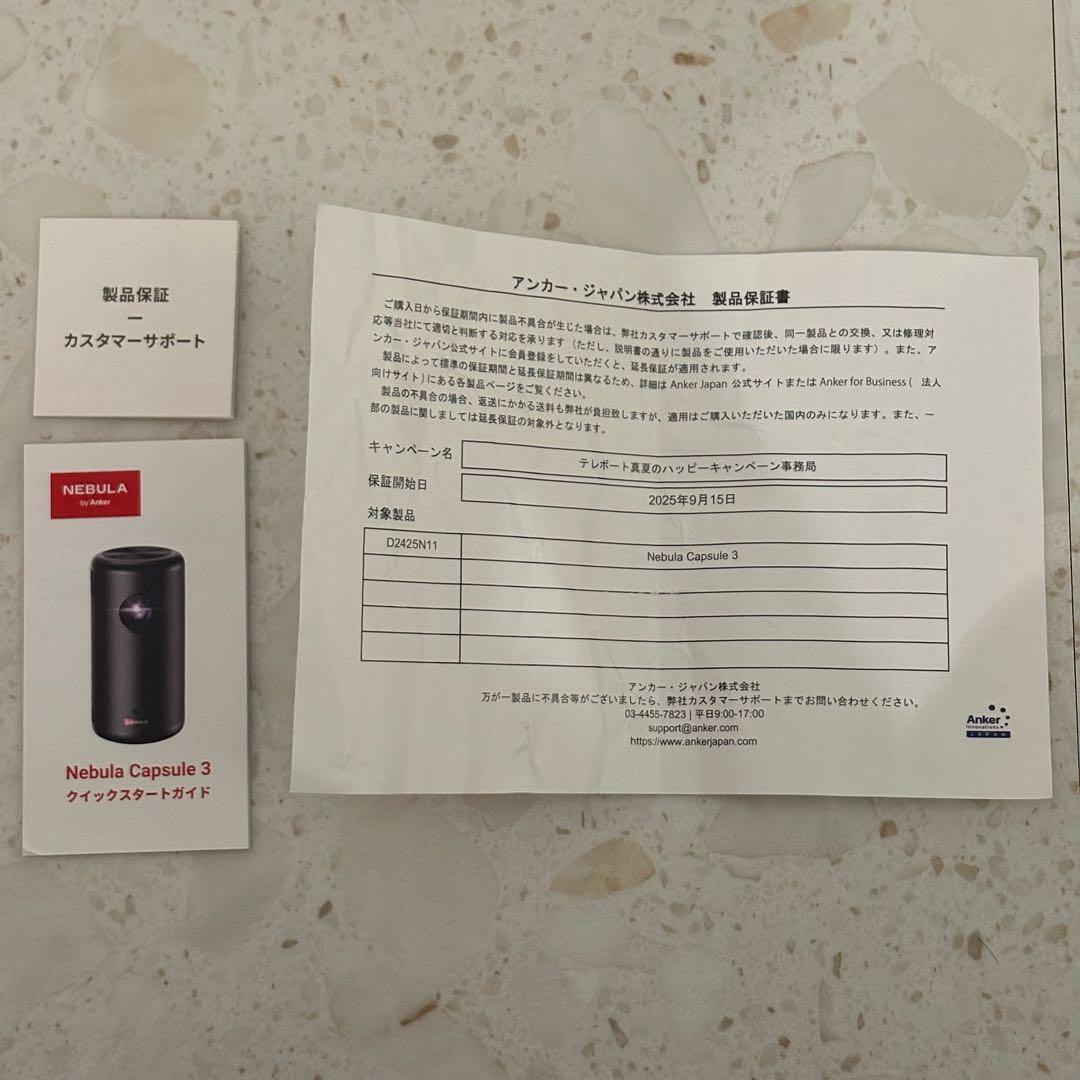 製品保証
ー
カスタマーサポート
NEBULA
by Anker
NEBULA
Nebula Capsule 3
クイックスタートガイド
アンカー・ジャパン株式会社 製品保証書
ご購入日から保証期間内に製品不具合が生じた場合は、弊社カスタマーサポートで確認後、同一製品との交換、又は修理対
応等当社にて適切と判断する対応を承ります（ただし、説明書の通りに製品をご使用いただいた場合に限ります）。また、ア
ンカー・ジャパン公式サイトに会員登録をしていただくと、延長保証が適用されます。
製品によって標準の保証期間と延長保証期間は異なるため、詳細は Anker Japan 公式サイトまたは Anker for Business ( 法人
向けサイト ) にある各製品ページをご覧ください。
製品の不具合の場合、返送にかかる送料も弊社が負担致しますが、適用はご購入いただいた国内のみになります。また、一
部の製品に関しましては延長保証の対象外となります。
キャンペーン名 テレポート真夏のハッピーキャンペーン事務局
保証開始日 2025年9月15日
対象製品
D2425N11 Nebula Capsule 3
アンカー・ジャパン株式会社
万が一製品に不具合等がございましたら、弊社カスタマーサポートまでお問い合わせください。
03-4455-7823 | 平日9:00-17:00
support@anker.com
https://www.ankerjapan.com
Anker
Innovations
JAPAN